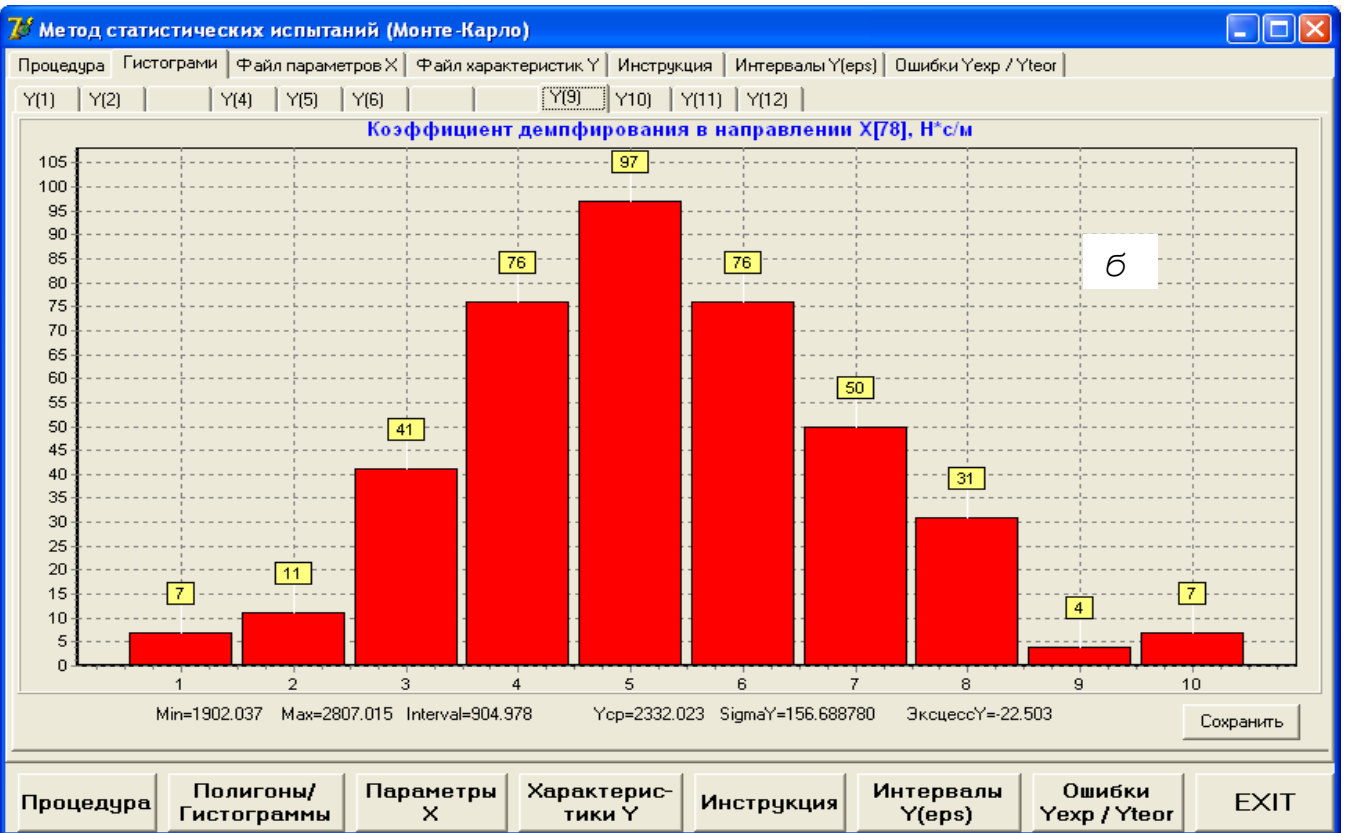 Метод статистических испытаний (Монте-Карло)
Процедура Гистограми Файл параметров X Файл характеристик Y Инструкция Интервалы Y(eps) Ошибки Yexp / Yteor
Y(1) Y(2) Y(4) Y(5) Y(6) Y(9) Y10) Y(11) Y(12)
Коэффициент демпфирования в направлении X[78], Н*с/м
105
100
95
90
85
80
75
70
65
60
55
50
45
40
35
30
25
20
15
10
5
0
7
11
41
76
97
76
50
31
4
7
б
1 2 3 4 5 6 7 8 9 10
Min=1902.037 Max=2807.015 Interval=904.978 Yср=2332.023 SigmaY=156.688780 ЭксцессY=-22.503
Сохранить
Процедура
Полигоны/
Гистограммы
Параметры
X
Характерис-
тики Y
Инструкция
Интервалы
Y(eps)
Ошибки
Yexp / Yteor
EXIT